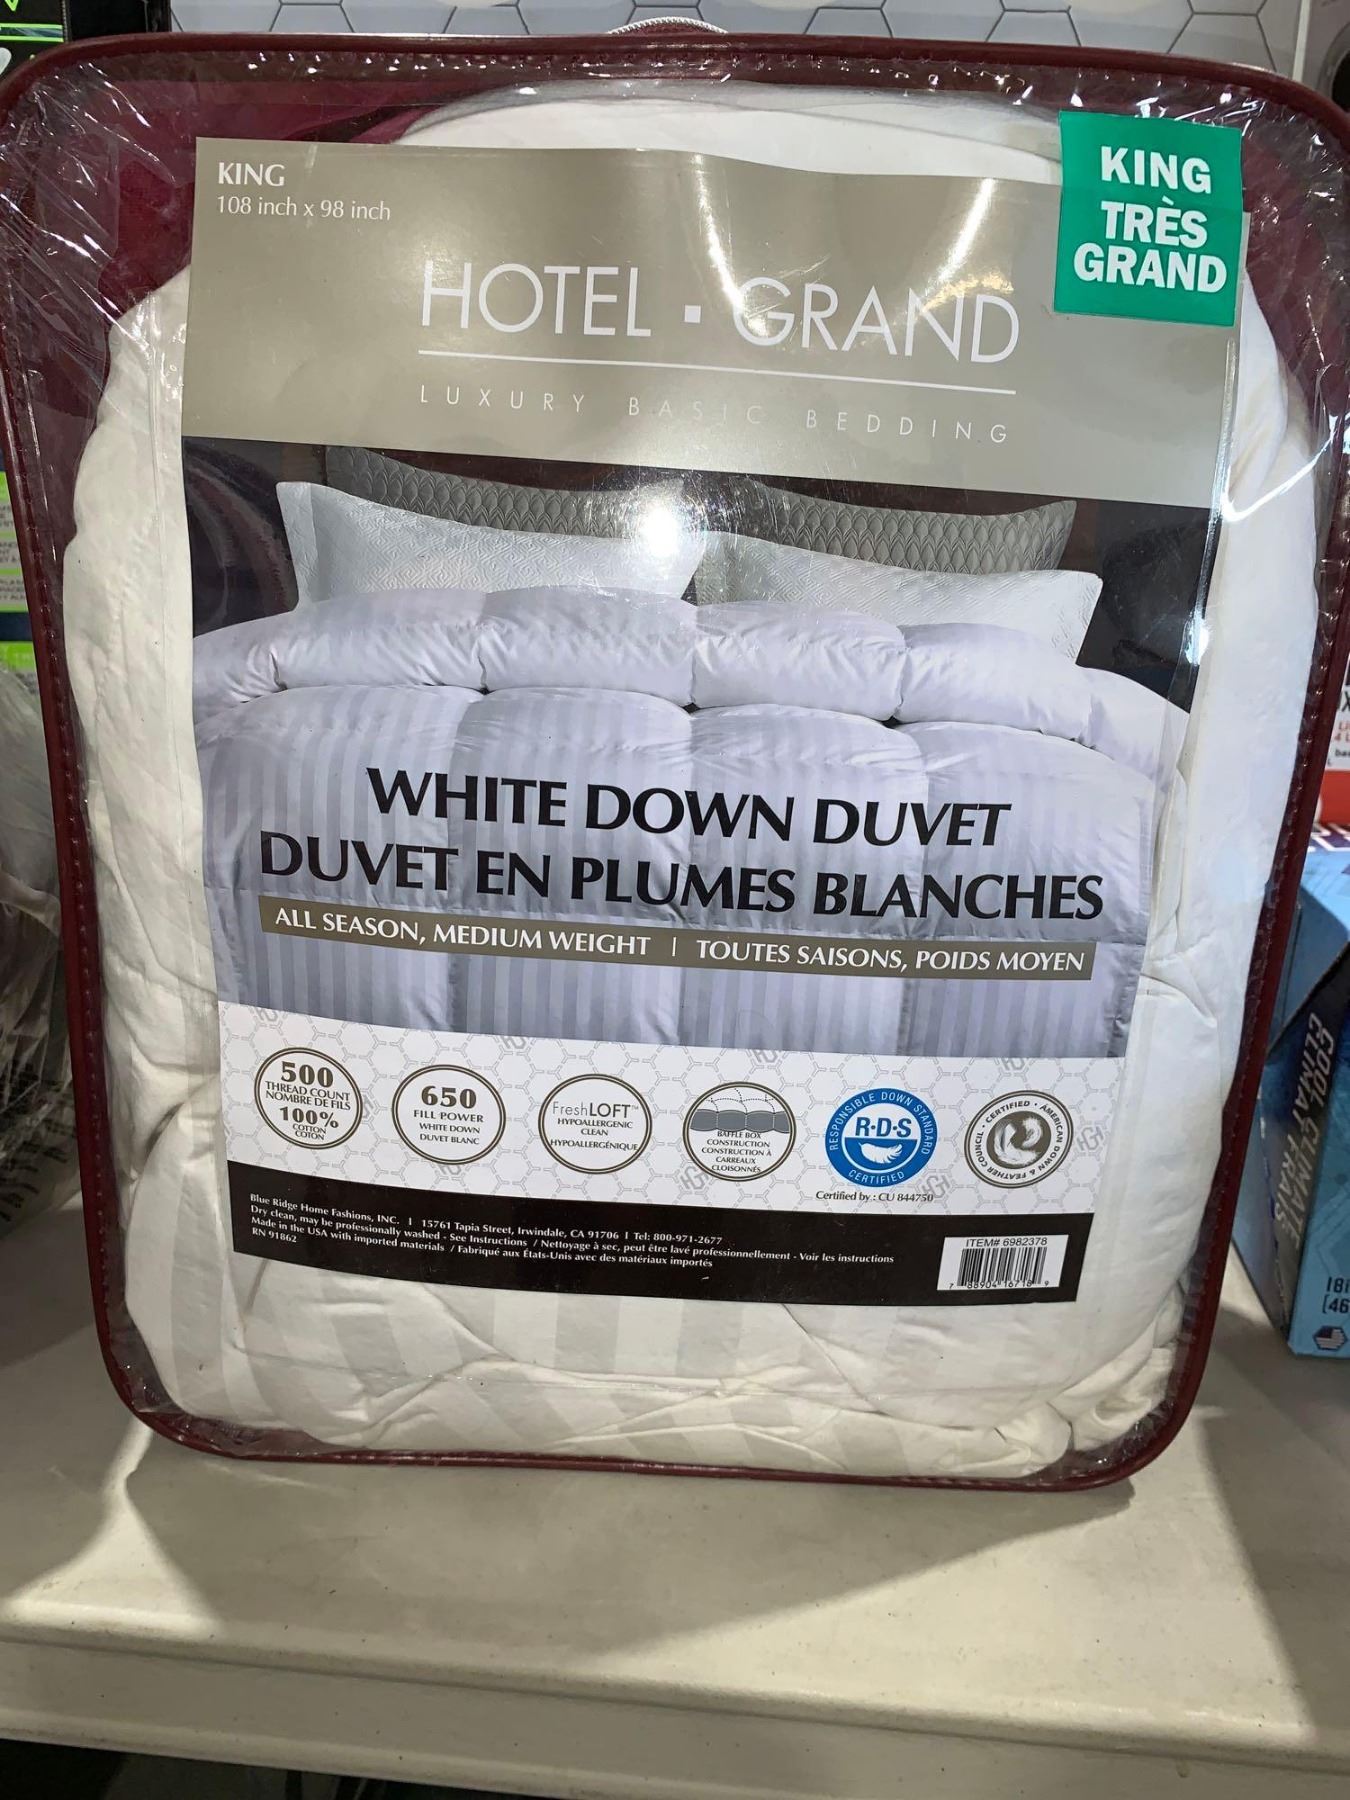 KING
108 inch x 98 inch
KING
TRÈS
GRAND
HOTEL ▪ GRAND
LUXURY BASIC BEDDING
WHITE DOWN DUVET
DUVET EN PLUMES BLANCHES
ALL SEASON, MEDIUM WEIGHT | TOUTES SAISONS, POIDS MOYEN
500
THREAD COUNT
NOMBRE DE FILS
100%
COTTON
COTON
650
FILL POWER
WHITE DOWN
DUVET BLANC
FreshLOFT™
HYPOALLERGENIC
CLEAN
HYPOALLERGÉNIQUE
BAFFLE BOX
CONSTRUCTION
CONSTRUCTION À
CARREAUX
CLOISONNÉS
RESPONSIBLE DOWN STANDARD
R·D·S
CERTIFIED
Certified by : CU 844750
CERTIFIED • AMERICAN DOWN & FEATHER COUNCIL •
Blue Ridge Home Fashions, INC. | 15761 Tapia Street, Irwindale, CA 91706 | Tel: 800-971-2677
Dry clean, may be professionally washed - See Instructions / Nettoyage à sec, peut être lavé professionnellement - Voir les instructions
Made in the USA with imported materials / Fabriqué aux États-Unis avec des matériaux importés
RN 91862
ITEM# 6982378
COOL
CLIMATE
18i
[46